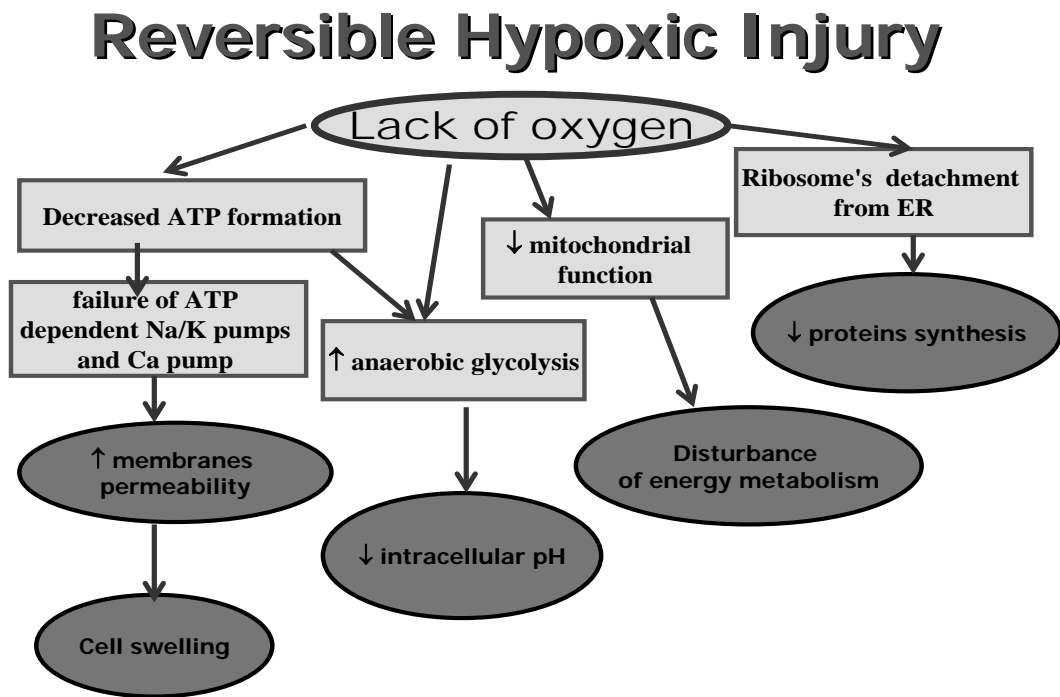 Reversible Hypoxic Injury
Lack of oxygen
Decreased ATP formation
failure of ATP
dependent Na/K pumps
and Ca pump
↑ membranes
permeability
Cell swelling
↑ anaerobic glycolysis
↓ intracellular pH
↓ mitochondrial
function
Disturbance
of energy metabolism
Ribosome's detachment
from ER
↓ proteins synthesis